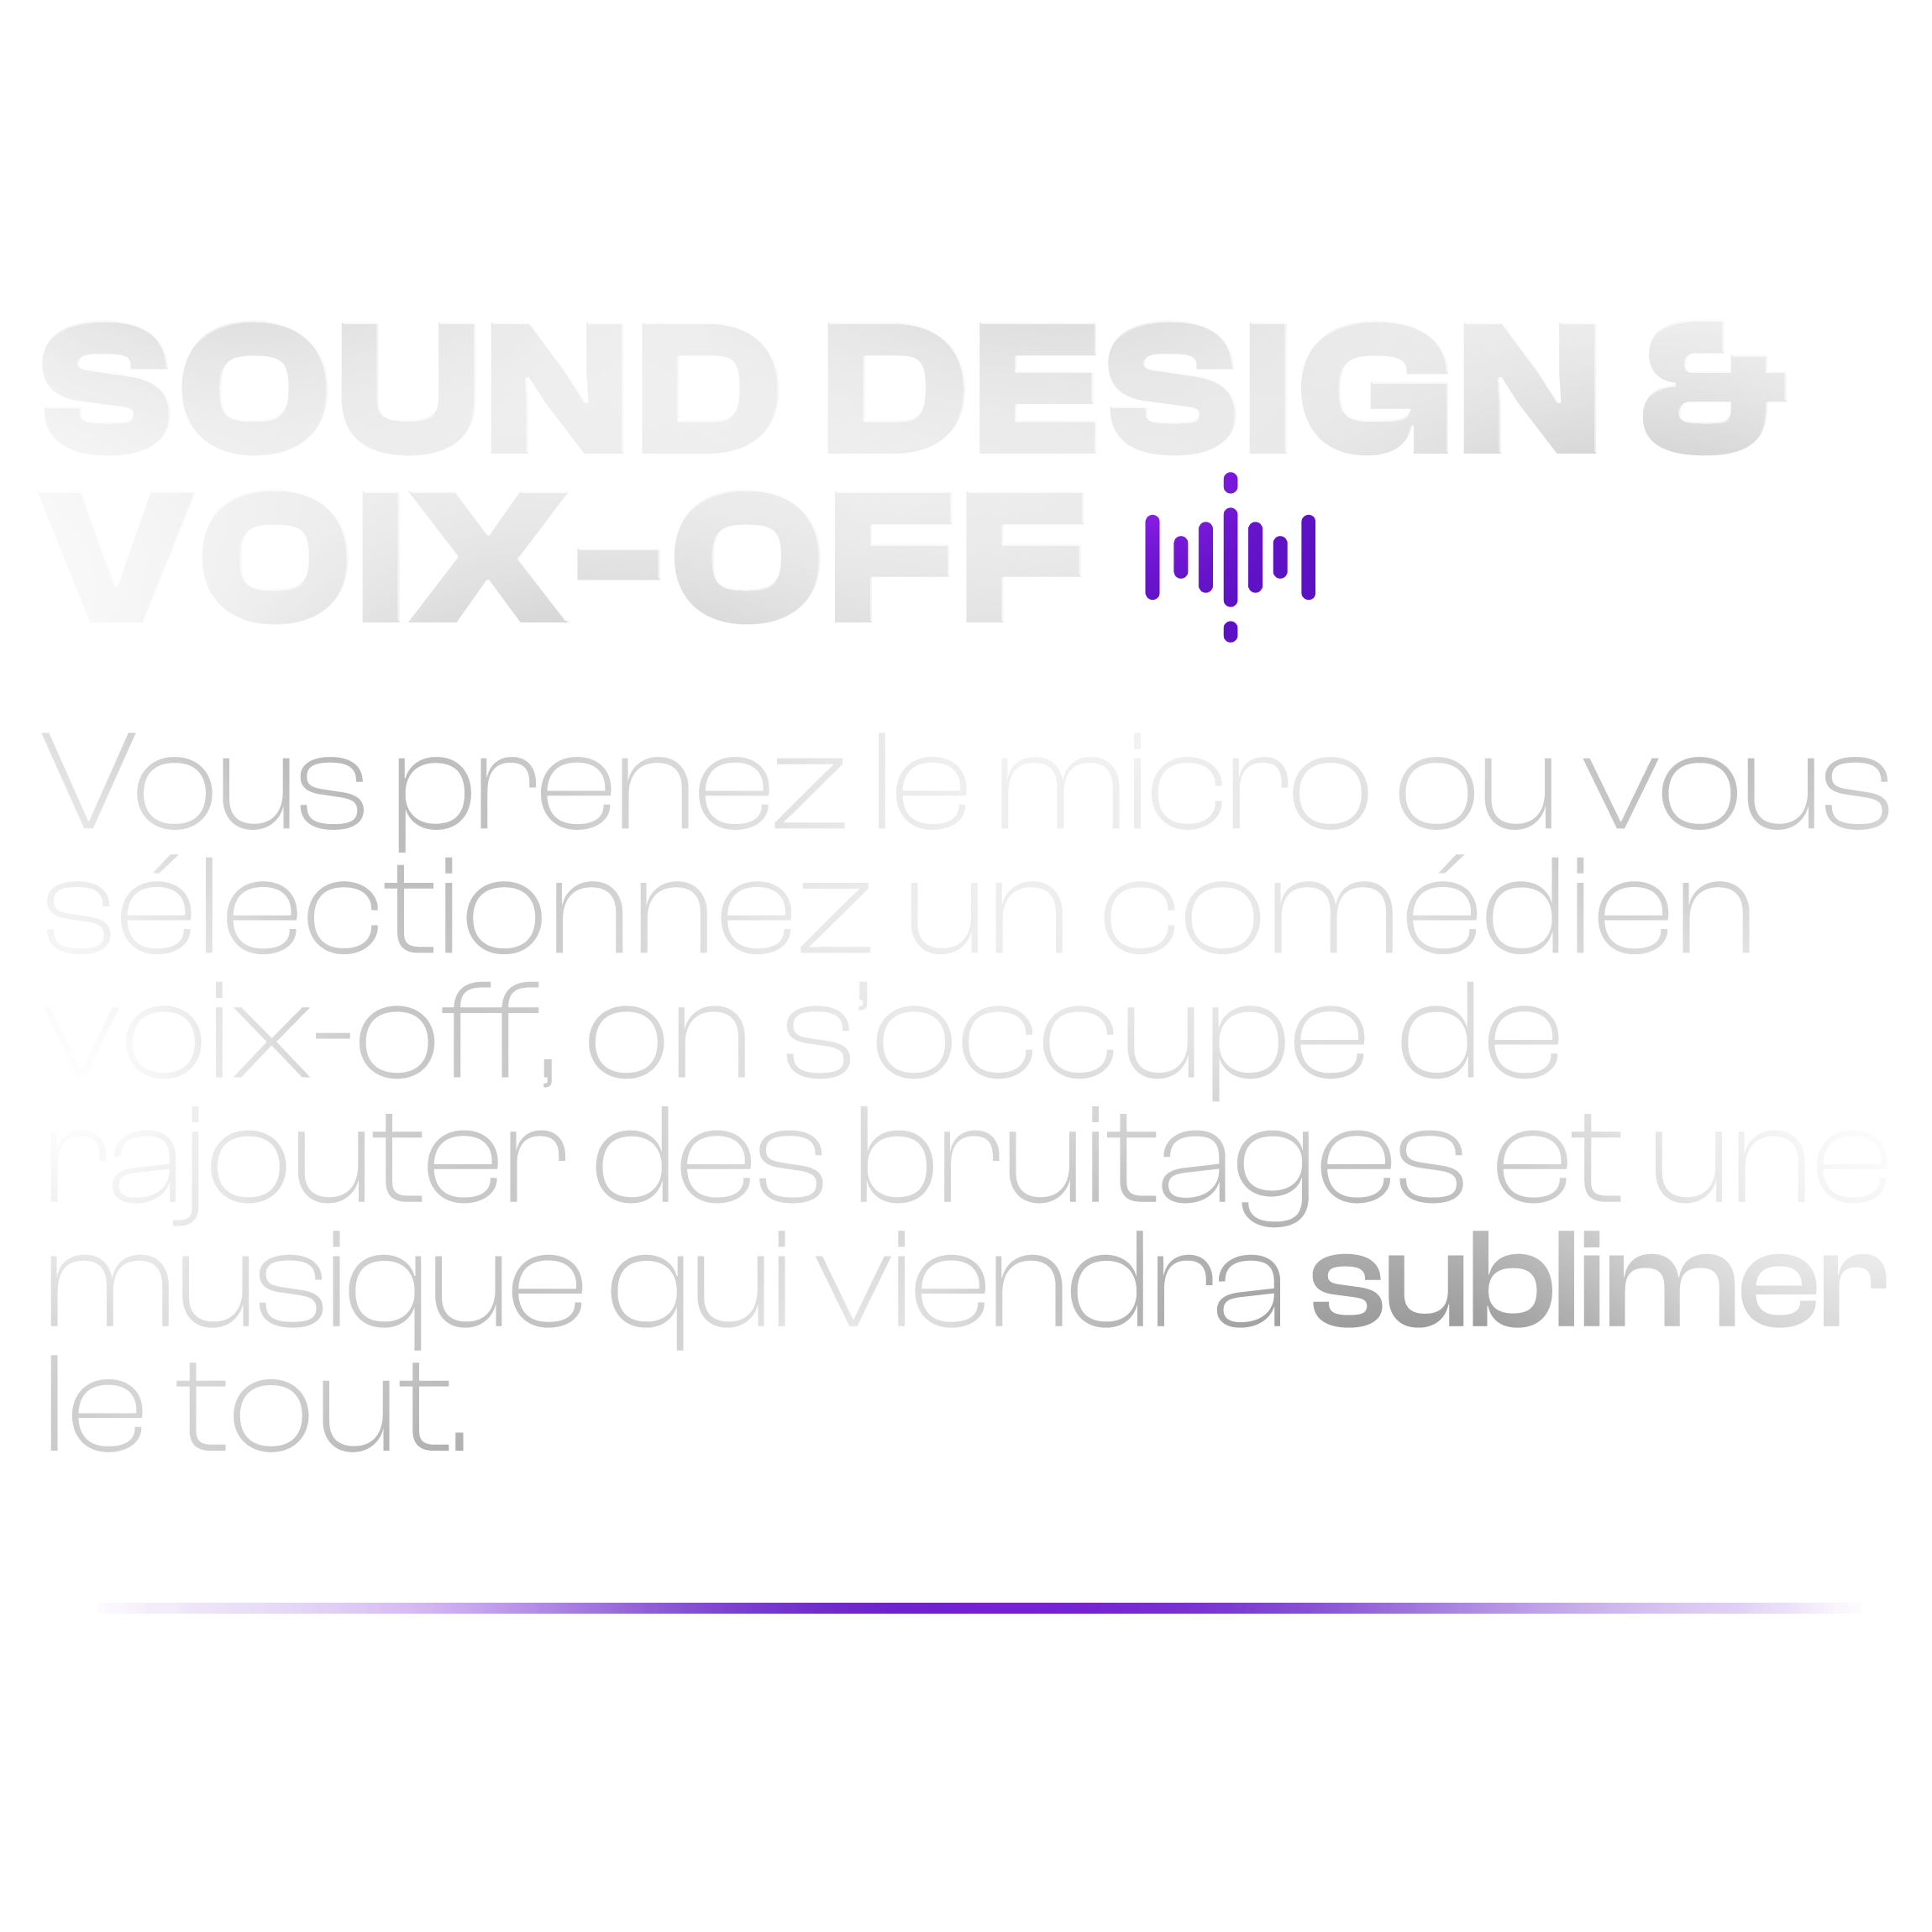 SOUND DESIGN &
VOIX-OFF
Vous prenez le micro ou vous
sélectionnez un comédien
voix-off, on s’occupe de
rajouter des bruitages et une
musique qui viendra sublimer
le tout.